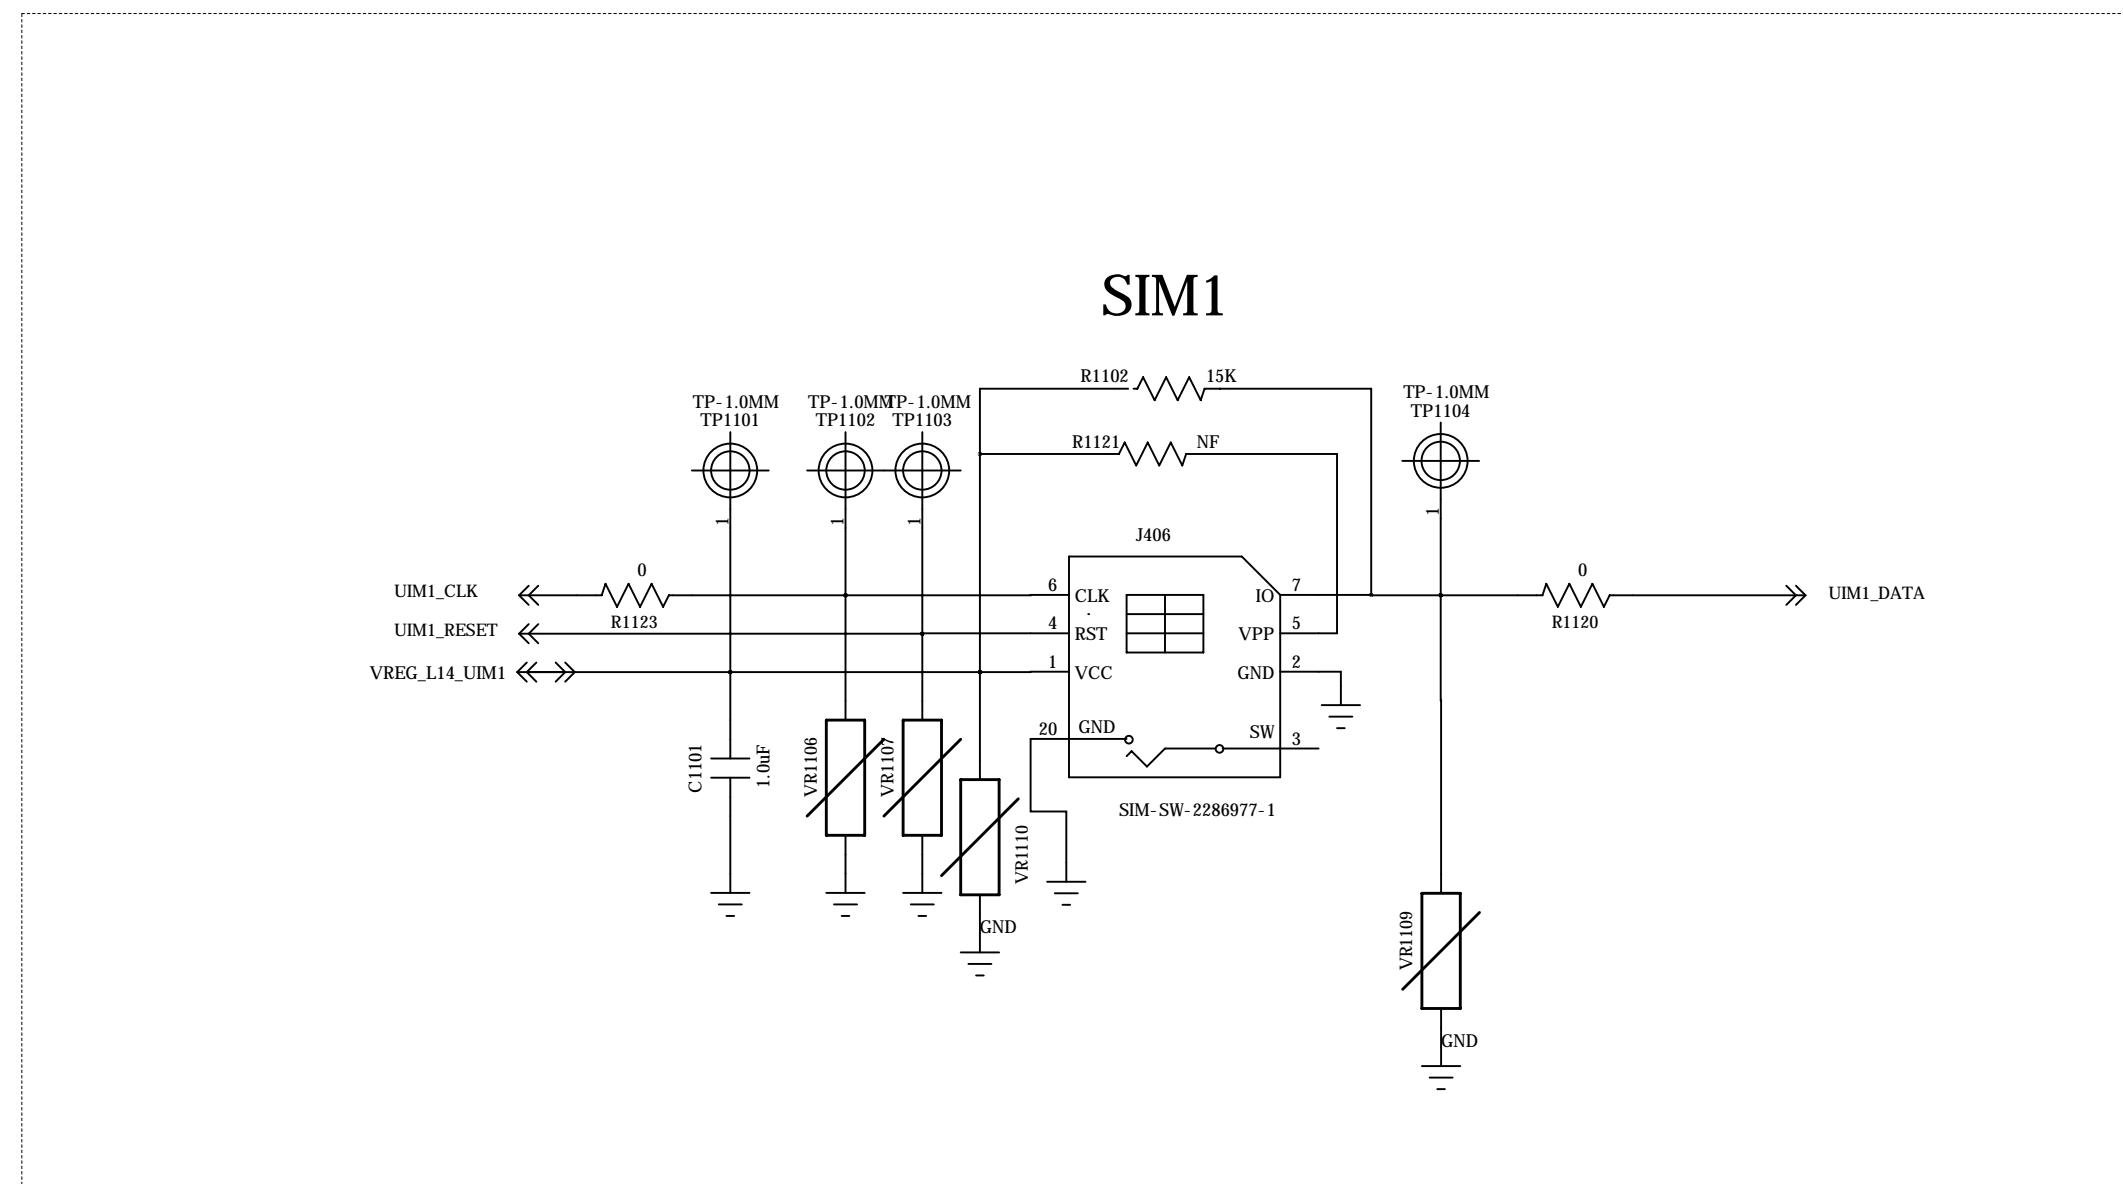 SIM1
R1102
15K
TP-1.0MM
TP1101
TP-1.0MM
TP1102
TP-1.0MM
TP1103
TP-1.0MM
TP1104
R1121
NF
1
1
1
1
J406
UIM1_CLK
0
R1123
6
CLK
.
IO
7
0
R1120
UIM1_DATA
UIM1_RESET
4
RST
VPP
5
VREG_L14_UIM1
1
VCC
GND
2
20
GND
SW
3
C1101
1.0uF
VR1106
VR1107
VR1110
SIM-SW-2286977-1
GND
VR1109
GND